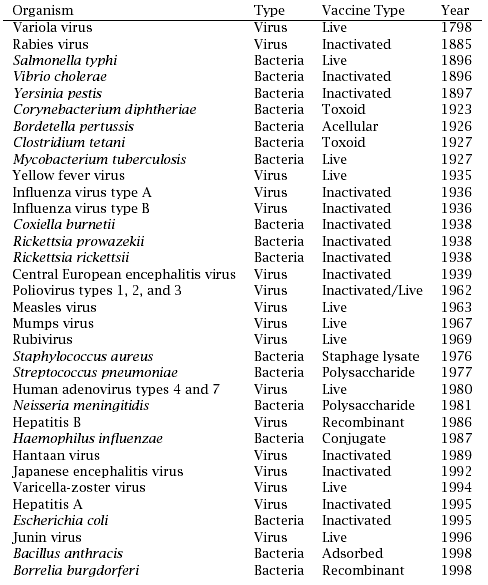 Organism Type Vaccine Type Year
Variola virus Virus Live 1798
Rabies virus Virus Inactivated 1885
Salmonella typhi Bacteria Live 1896
Vibrio cholerae Bacteria Inactivated 1896
Yersinia pestis Bacteria Inactivated 1897
Corynebacterium diphtheriae Bacteria Toxoid 1923
Bordetella pertussis Bacteria Acellular 1926
Clostridium tetani Bacteria Toxoid 1927
Mycobacterium tuberculosis Bacteria Live 1927
Yellow fever virus Virus Live 1935
Influenza virus type A Virus Inactivated 1936
Influenza virus type B Virus Inactivated 1936
Coxiella burnetii Bacteria Inactivated 1938
Rickettsia prowazekii Bacteria Inactivated 1938
Rickettsia rickettsii Bacteria Inactivated 1938
Central European encephalitis virus Virus Inactivated 1939
Poliovirus types 1, 2, and 3 Virus Inactivated/Live 1962
Measles virus Virus Live 1963
Mumps virus Virus Live 1967
Rubivirus Virus Live 1969
Staphylococcus aureus Bacteria Staphage lysate 1976
Streptococcus pneumoniae Bacteria Polysaccharide 1977
Human adenovirus types 4 and 7 Virus Live 1980
Neisseria meningitidis Bacteria Polysaccharide 1981
Hepatitis B Virus Recombinant 1986
Haemophilus influenzae Bacteria Conjugate 1987
Hantaan virus Virus Inactivated 1989
Japanese encephalitis virus Virus Inactivated 1992
Varicella-zoster virus Virus Live 1994
Hepatitis A Virus Inactivated 1995
Escherichia coli Bacteria Inactivated 1995
Junin virus Virus Live 1996
Bacillus anthracis Bacteria Adsorbed 1998
Borrelia burgdorferi Bacteria Recombinant 1998